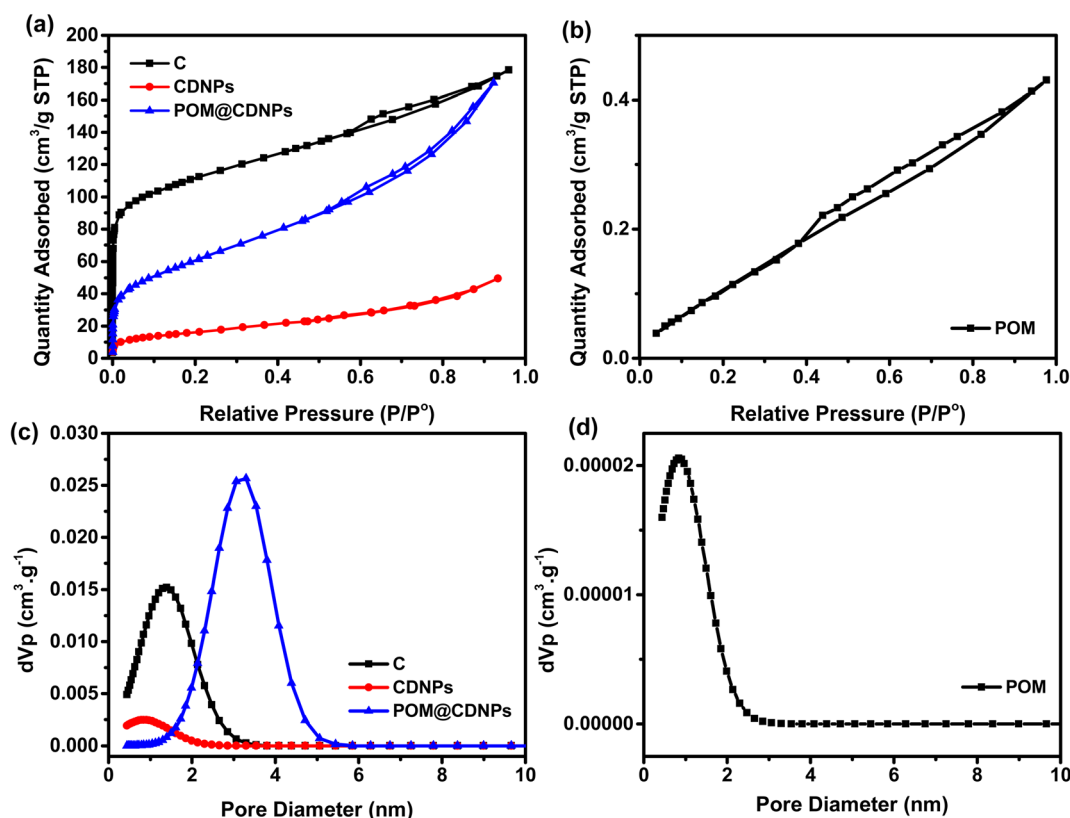 (a)
Quantity Adsorbed (cm³/g STP)
200
180
160
140
120
100
80
60
40
20
0
C
CDNPs
POM@CDNPs
0.0 0.2 0.4 0.6 0.8 1.0
Relative Pressure (P/Pº)
(b)
Quantity Adsorbed (cm³/g STP)
0.4
0.2
0.0
POM
0.0 0.2 0.4 0.6 0.8 1.0
Relative Pressure (P/Pº)
(c)
dVp (cm³.g⁻¹)
0.030
0.025
0.020
0.015
0.010
0.005
0.000
C
CDNPs
POM@CDNPs
0 2 4 6 8 10
Pore Diameter (nm)
(d)
dVp (cm³.g⁻¹)
0.00002
0.00001
0.00000
POM
0 2 4 6 8 10
Pore Diameter (nm)